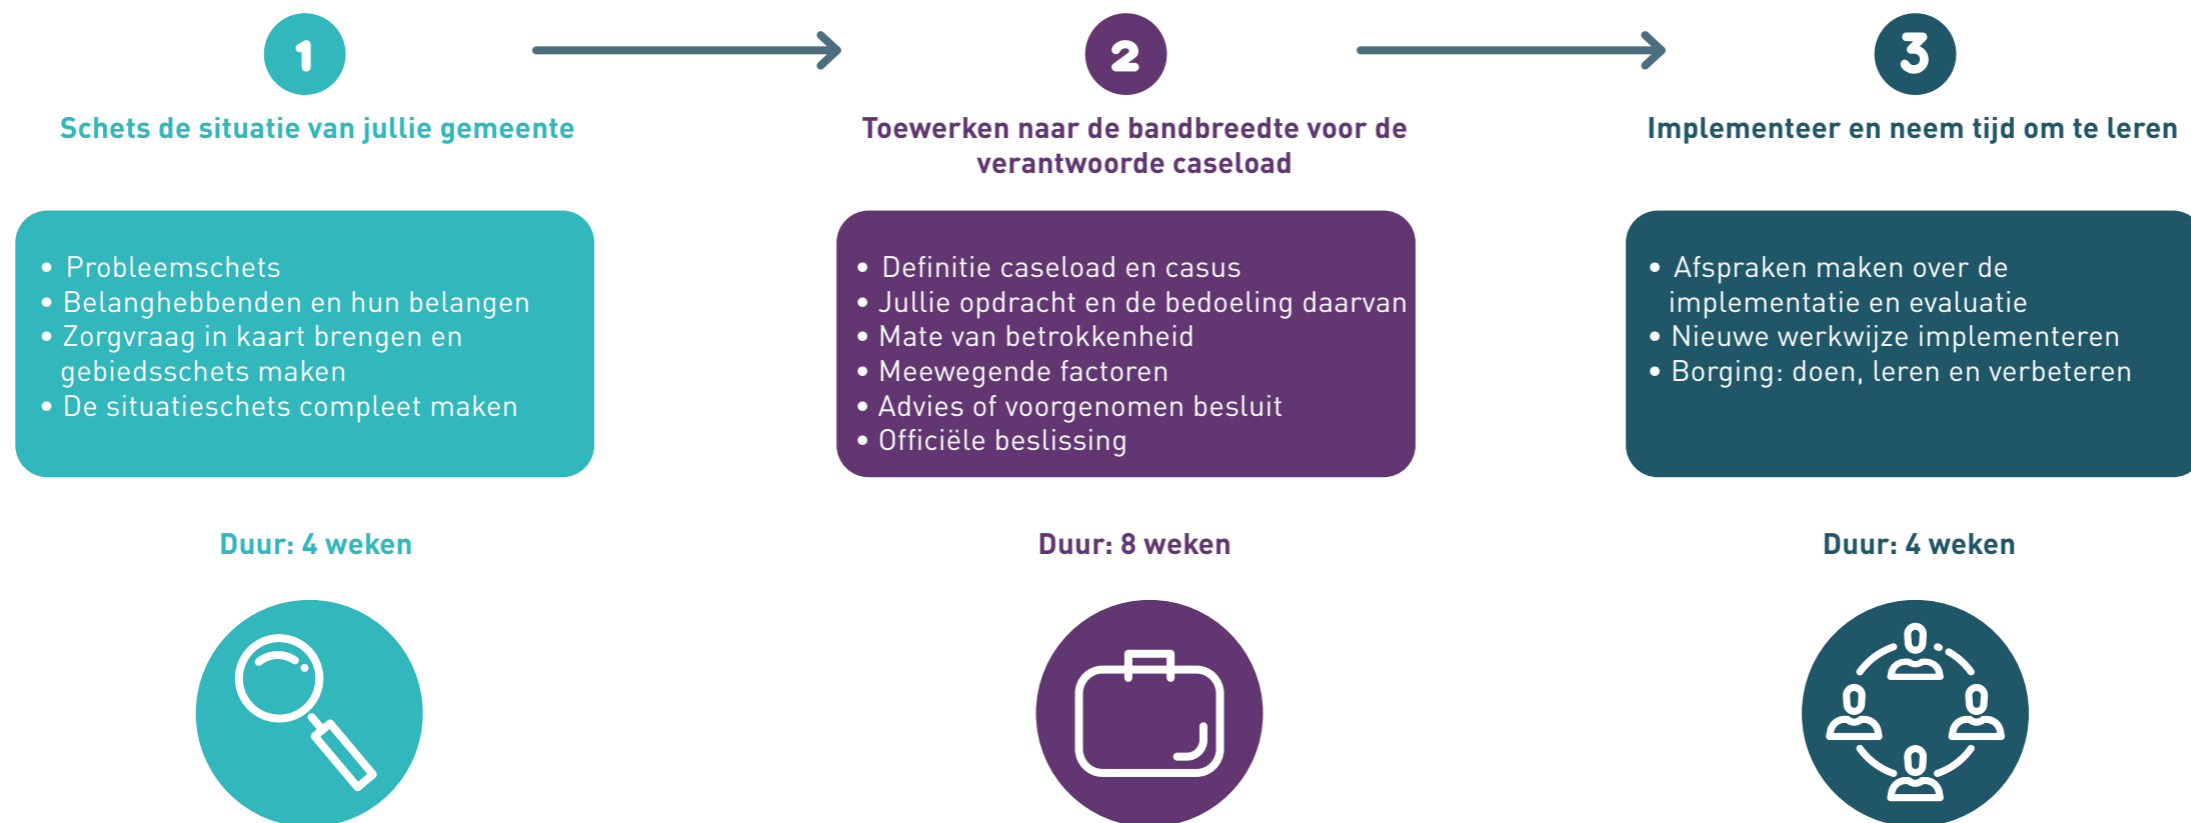 1
Schets de situatie van jullie gemeente
• Probleemschets
• Belanghebbenden en hun belangen
• Zorgvraag in kaart brengen en
gebiedsschets maken
• De situatieschets compleet maken
Duur: 4 weken
2
Toewerken naar de bandbreedte voor de
verantwoorde caseload
• Definitie caseload en casus
• Jullie opdracht en de bedoeling daarvan
• Mate van betrokkenheid
• Meewegende factoren
• Advies of voorgenomen besluit
• Officiële beslissing
Duur: 8 weken
3
Implementeer en neem tijd om te leren
• Afspraken maken over de
implementatie en evaluatie
• Nieuwe werkwijze implementeren
• Borging: doen, leren en verbeteren
Duur: 4 weken